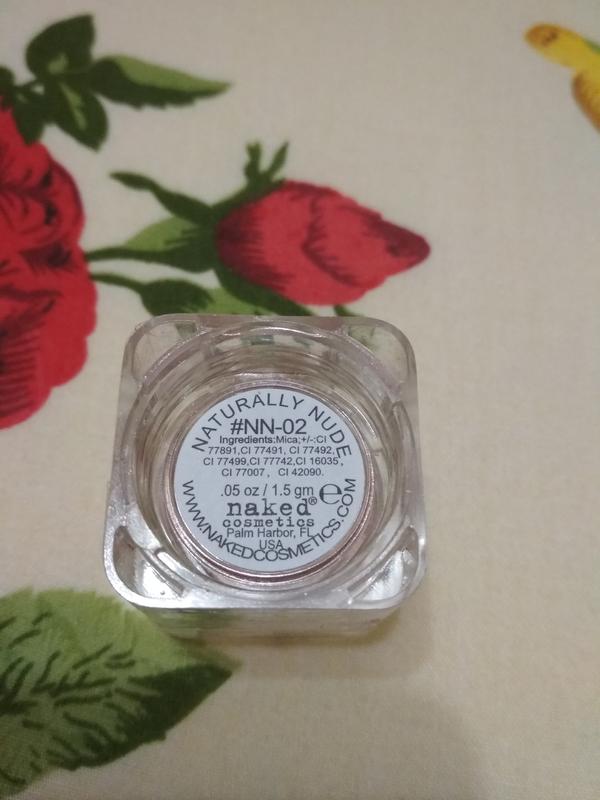 NATURALLY NUDE
#NN-02
Ingredients:Mica;+/-:CI
77891,CI 77491, CI 77492,
CI 77499,CI 77742,CI 16035,
CI 77007, CI 42090.
.05 oz / 1.5 gm ℮
naked®
cosmetics
Palm Harbor, FL
USA
WWW.NAKEDCOSMETICS.COM